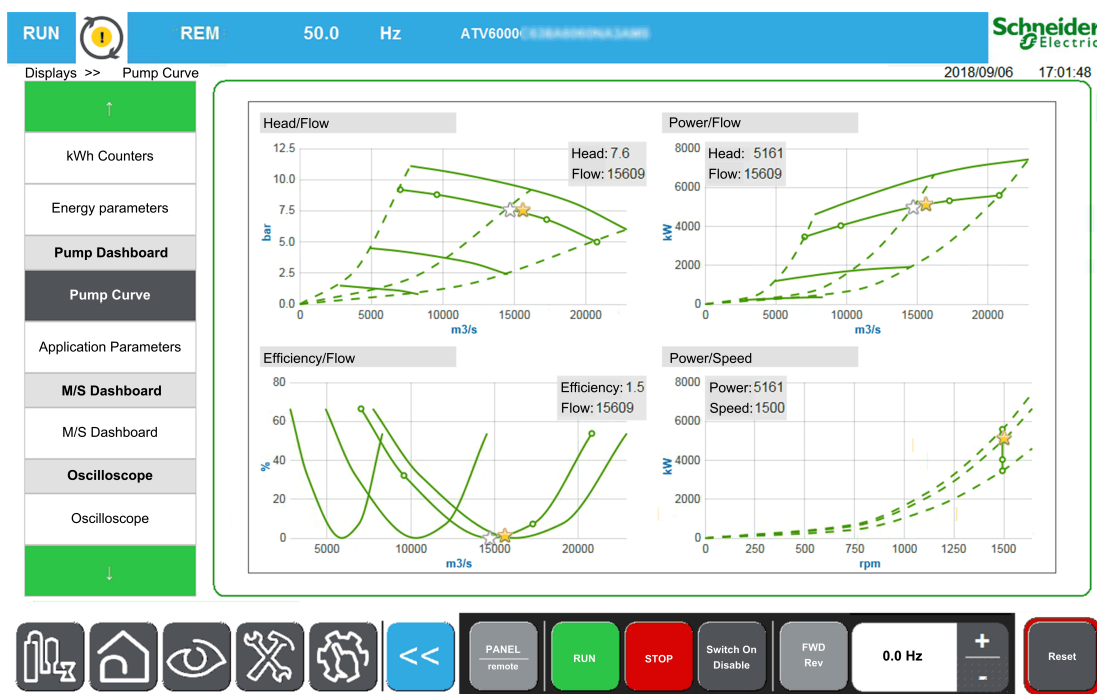 RUN ! REM 50.0 Hz ATV6000
Schneider
Electric
Displays >> Pump Curve 2018/09/06 17:01:48
↑
kWh Counters
Energy parameters
Pump Dashboard
Pump Curve
Application Parameters
M/S Dashboard
M/S Dashboard
Oscilloscope
Oscilloscope
↓
Head/Flow
Head: 7.6
Flow: 15609
12.5
10.0
7.5
5.0
2.5
0.0
bar
0 5000 10000 15000 20000
m3/s
Power/Flow
Head: 5161
Flow: 15609
8000
6000
4000
2000
0
kW
0 5000 10000 15000 20000
m3/s
Efficiency/Flow
Efficiency: 1.5
Flow: 15609
80
60
40
20
0
%
5000 10000 15000 20000
m3/s
Power/Speed
Power: 5161
Speed: 1500
8000
6000
4000
2000
0
kW
0 250 500 750 1000 1250 1500
rpm
<<
PANEL
remote
RUN
STOP
Switch On
Disable
FWD
Rev
0.0 Hz
+
-
Reset